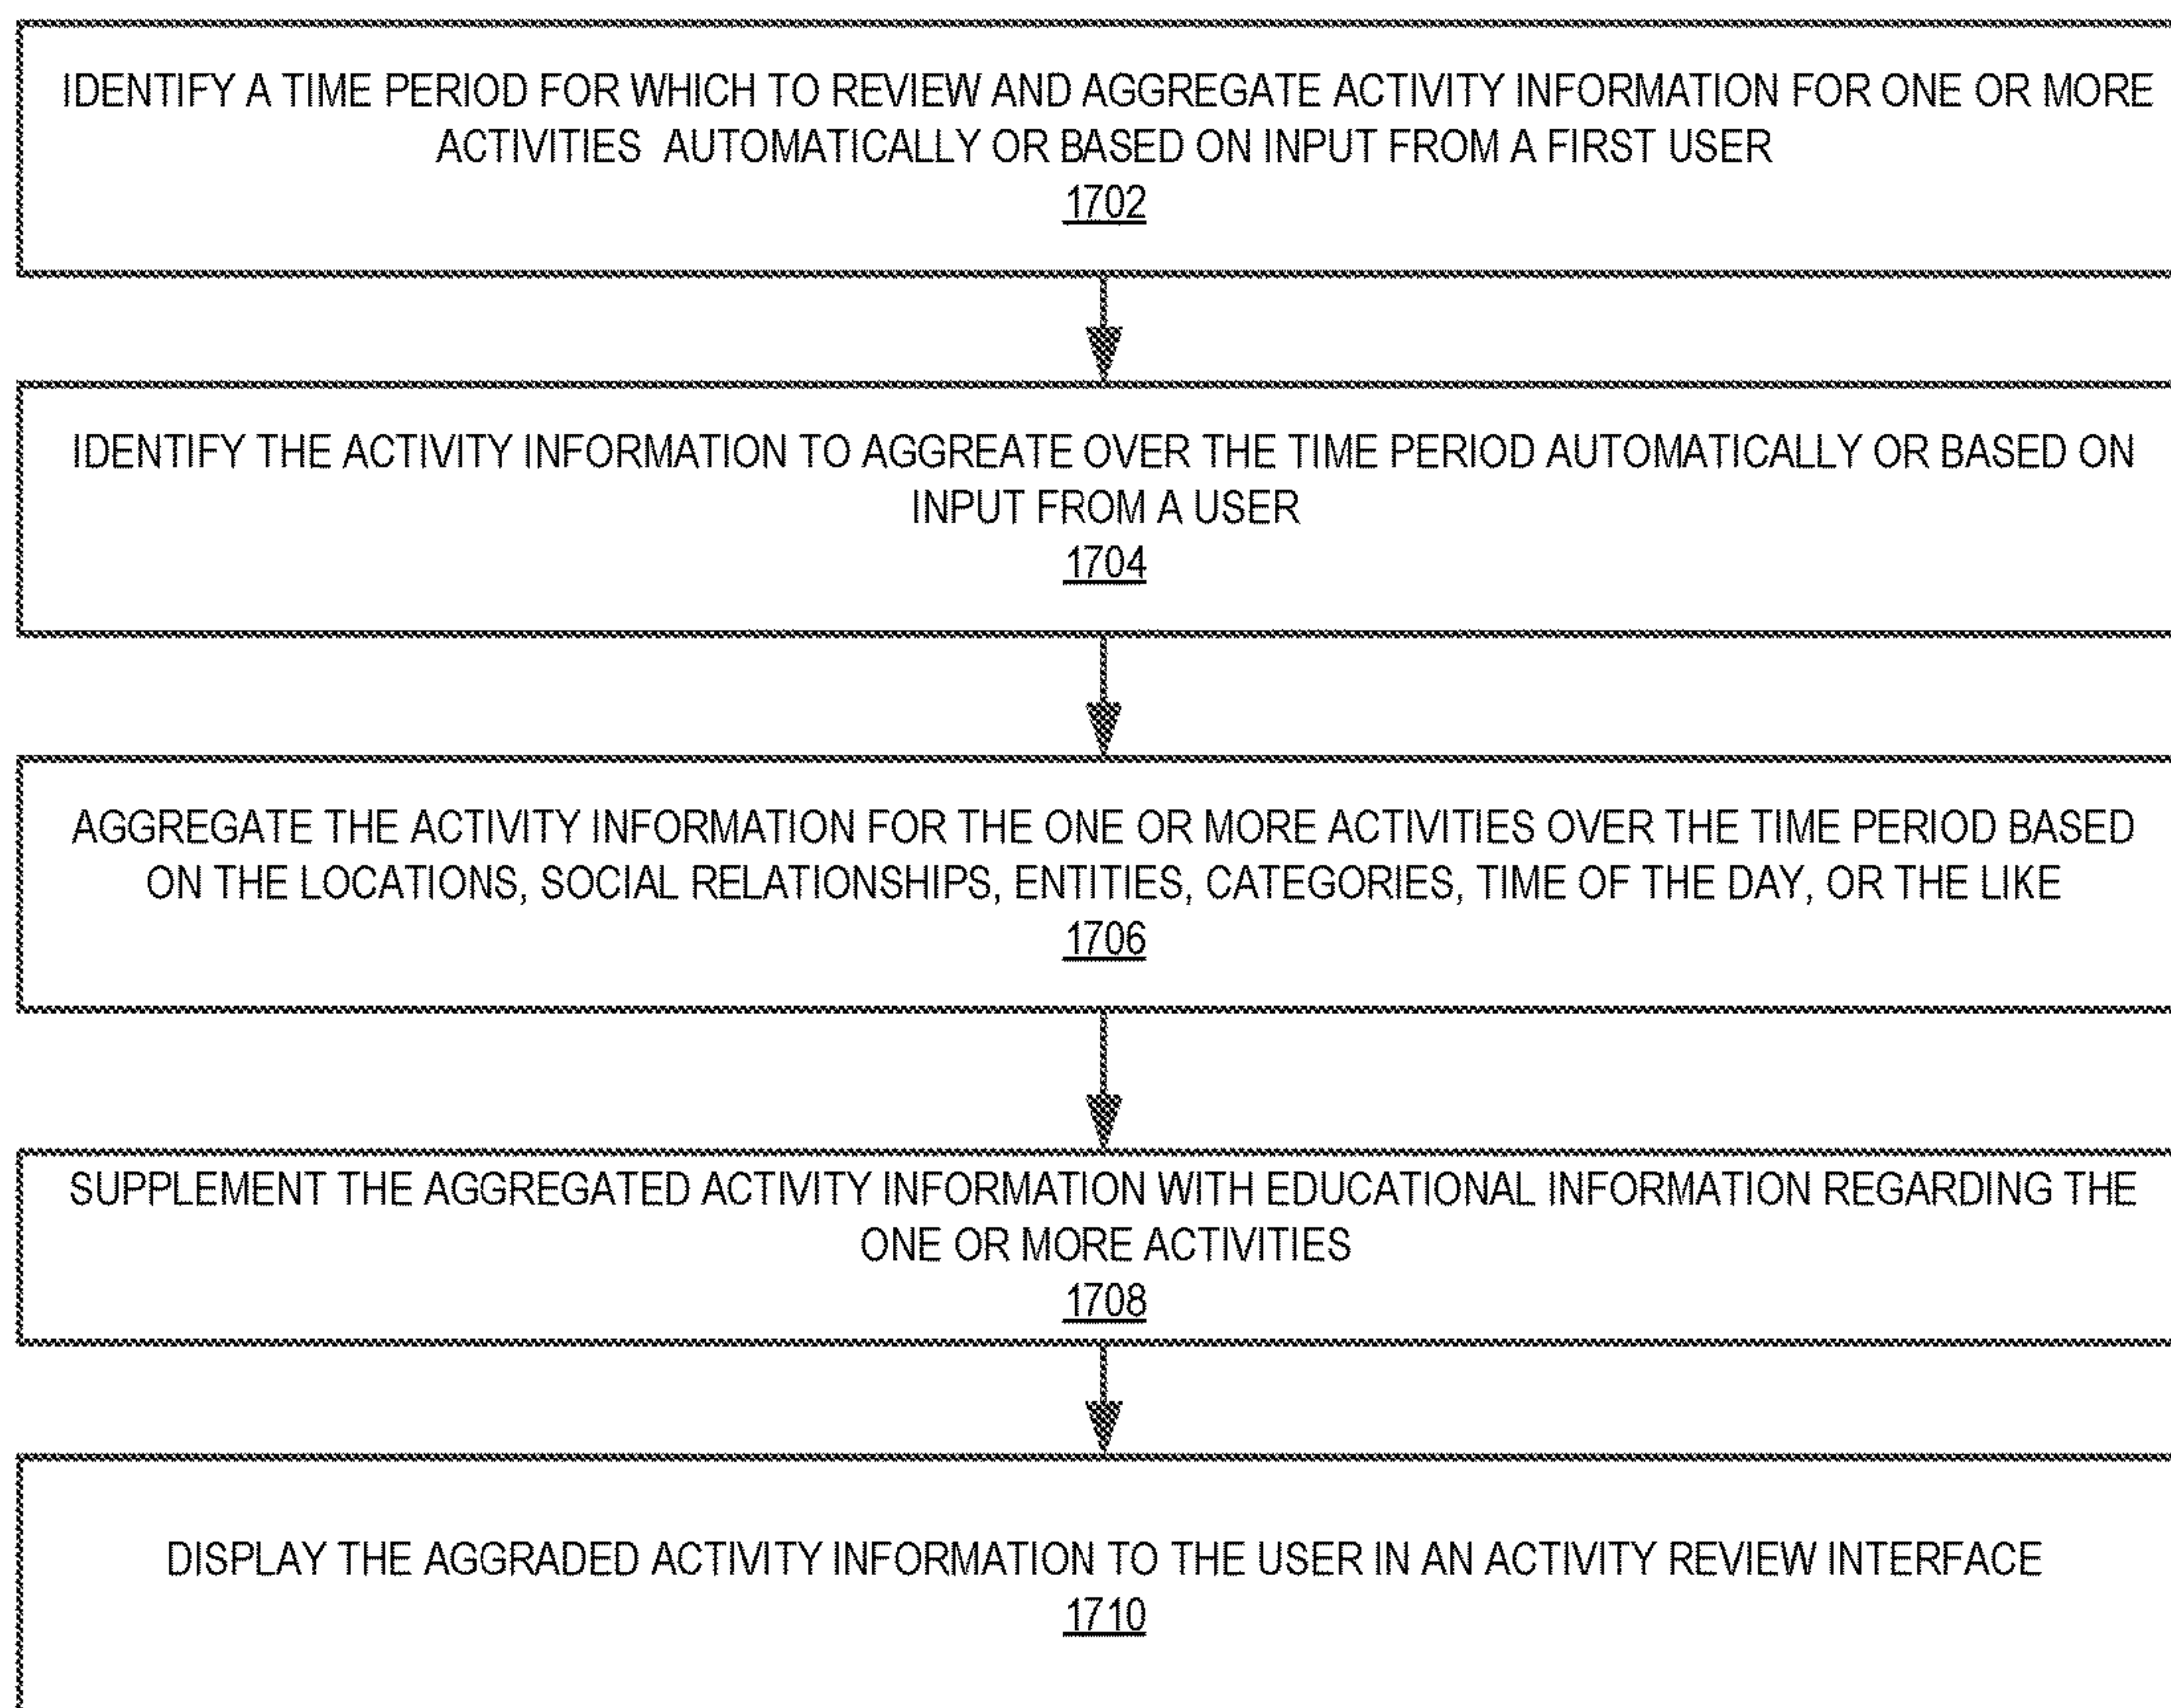 IDENTIFY A TIME PERIOD FOR WHICH TO REVIEW AND AGGREGATE ACTIVITY INFORMATION FOR ONE OR MORE
ACTIVITIES AUTOMATICALLY OR BASED ON INPUT FROM A FIRST USER
1702
IDENTIFY THE ACTIVITY INFORMATION TO AGGREATE OVER THE TIME PERIOD AUTOMATICALLY OR BASED ON
INPUT FROM A USER
1704
AGGREGATE THE ACTIVITY INFORMATION FOR THE ONE OR MORE ACTIVITIES OVER THE TIME PERIOD BASED
ON THE LOCATIONS, SOCIAL RELATIONSHIPS, ENTITIES, CATEGORIES, TIME OF THE DAY, OR THE LIKE
1706
SUPPLEMENT THE AGGREGATED ACTIVITY INFORMATION WITH EDUCATIONAL INFORMATION REGARDING THE
ONE OR MORE ACTIVITIES
1708
DISPLAY THE AGGRADED ACTIVITY INFORMATION TO THE USER IN AN ACTIVITY REVIEW INTERFACE
1710